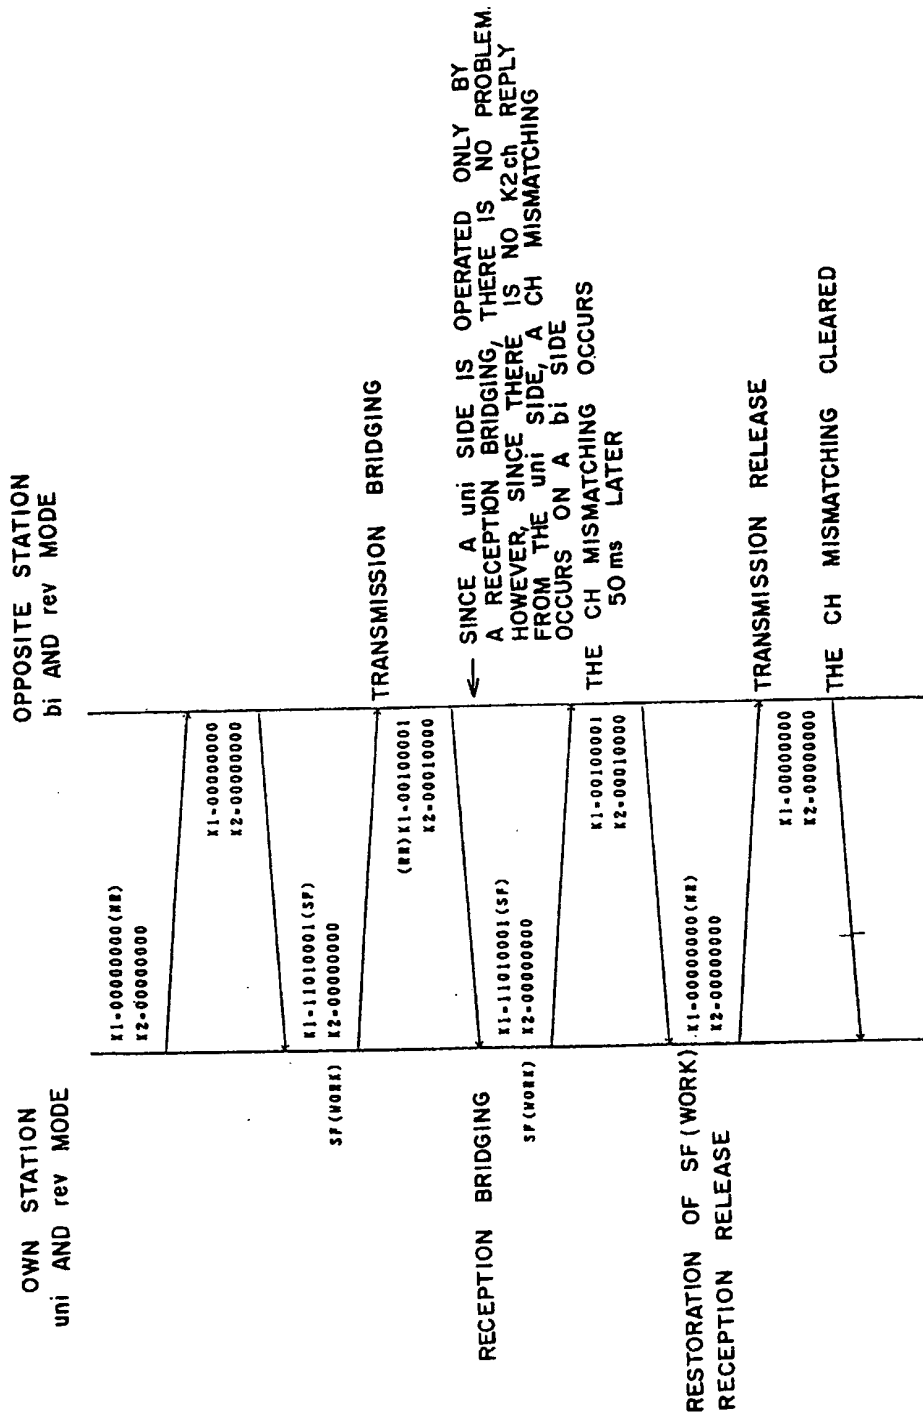 OWN STATION
uni AND rev MODE
OPPOSITE STATION
bi AND rev MODE
K1=00000000(NR)
K2=00000000
K1=00000000
K2=00000000
SF(WORK)
K1=11010001(SF)
K2=00000000
TRANSMISSION BRIDGING
(RR)K1=00100001
K2=00010000
RECEPTION BRIDGING
← SINCE A uni SIDE IS OPERATED ONLY BY
A RECEPTION BRIDGING, THERE IS NO PROBLEM.
HOWEVER, SINCE THERE IS NO K2ch REPLY
FROM THE uni SIDE, A CH MISMATCHING
OCCURS ON A bi SIDE
SF(WORK)
K1=11010001(SF)
K2=00000000
THE CH MISMATCHING OCCURS
50ms LATER
K1=00100001
K2=00010000
RESTORATION OF SF(WORK)
RECEPTION RELEASE
K1=00000000(NR)
K2=00000000
TRANSMISSION RELEASE
K1=00000000
K2=00000000
THE CH MISMATCHING CLEARED